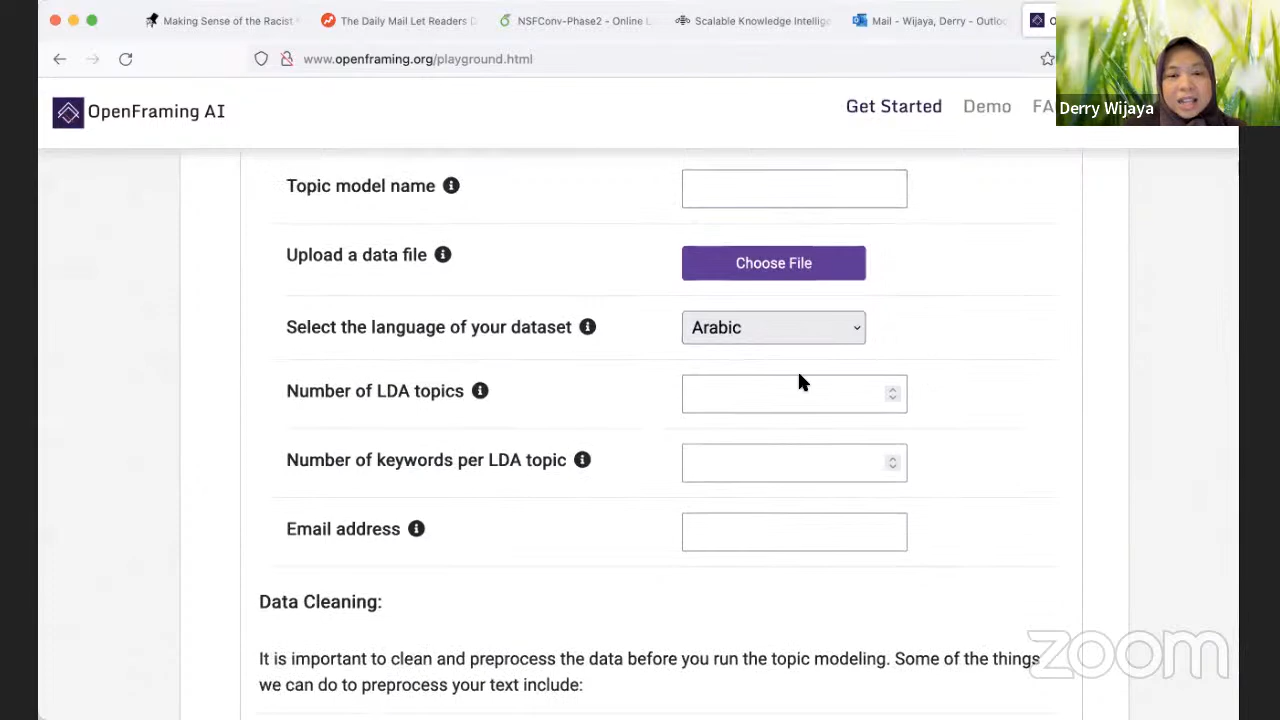 Making Sense of the Racist
The Daily Mail Let Readers D
NSFConv-Phase2 - Online L
Scalable Knowledge Intellige
Mail - Wijaya, Derry - Outloo
www.openframing.org/playground.html
Derry Wijaya
OpenFraming AI
Get Started
Demo
FA
Topic model name
Upload a data file
Choose File
Select the language of your dataset
Arabic
Number of LDA topics
Number of keywords per LDA topic
Email address
Data Cleaning:
It is important to clean and preprocess the data before you run the topic modeling. Some of the things
we can do to preprocess your text include:
zoom